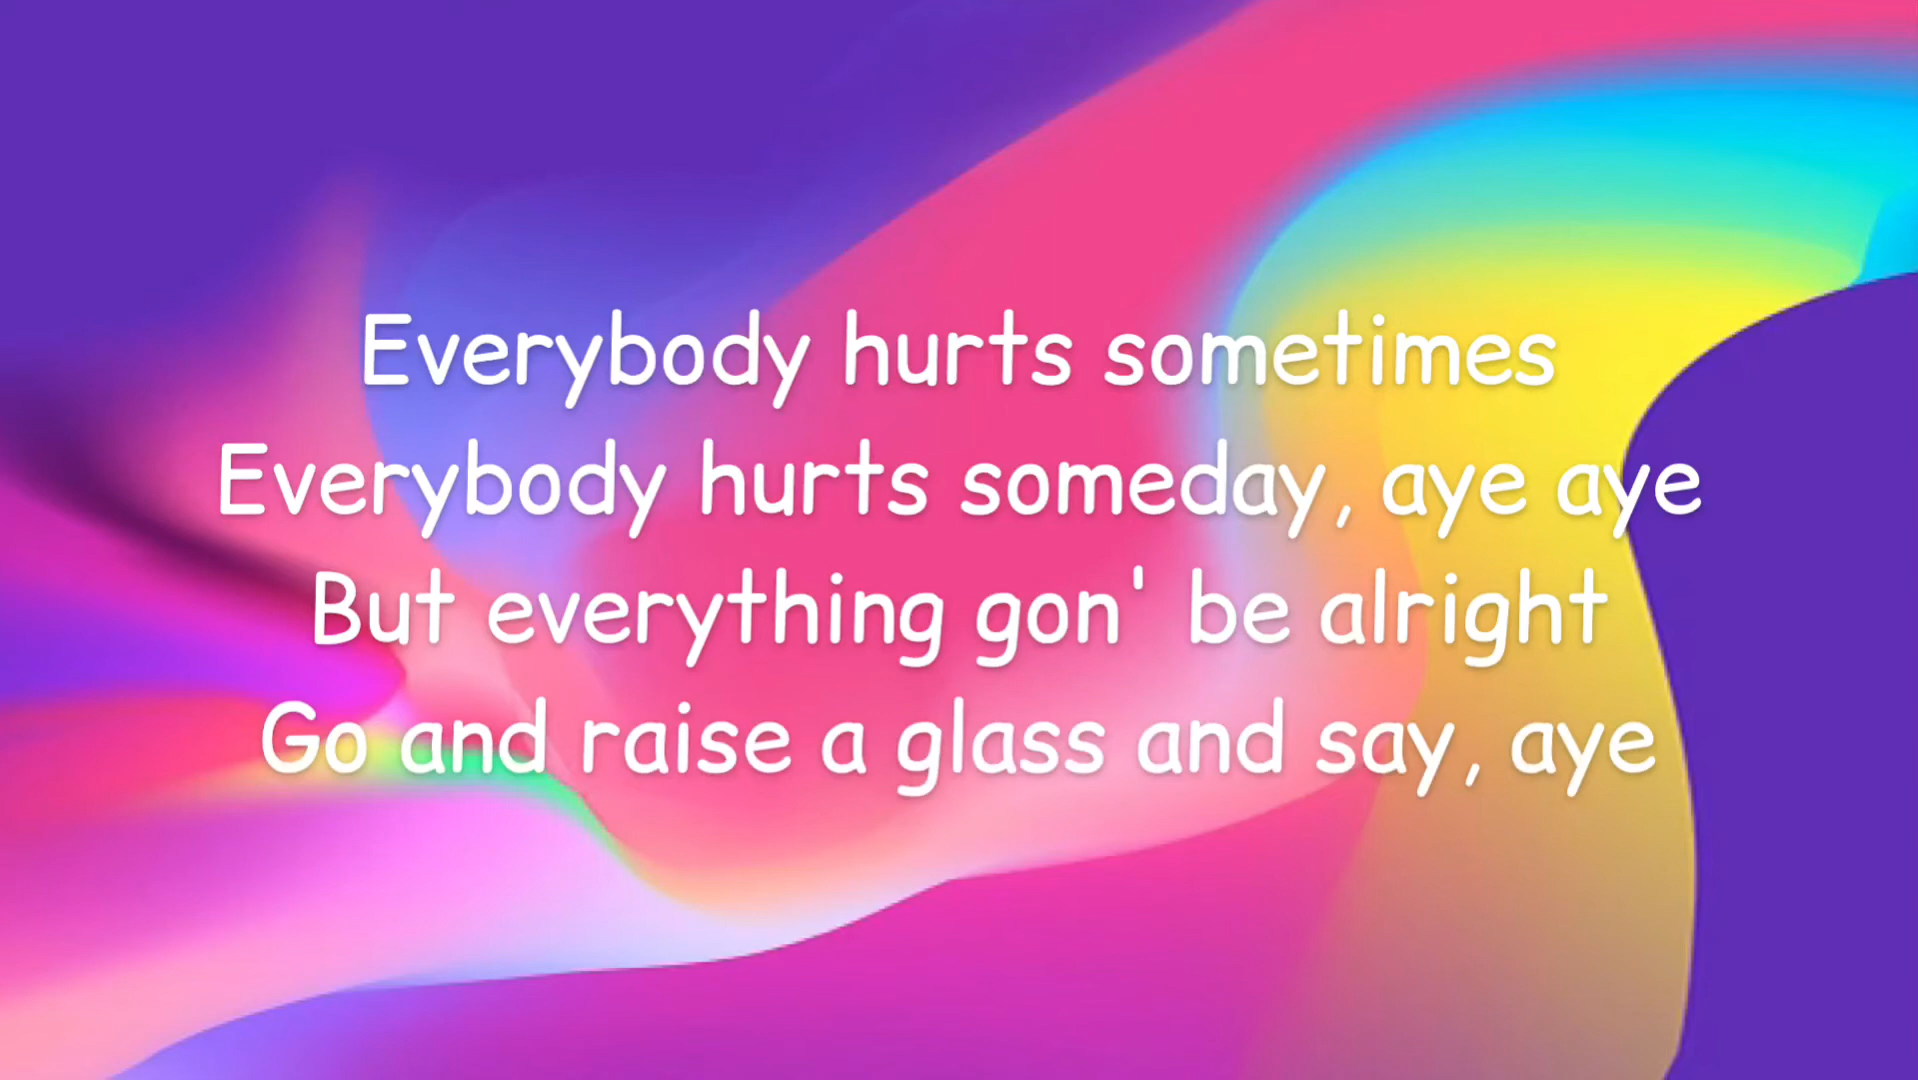 Everybody hurts sometimes
Everybody hurts someday, aye aye
But everything gon' be alright
Go and raise a glass and say, aye